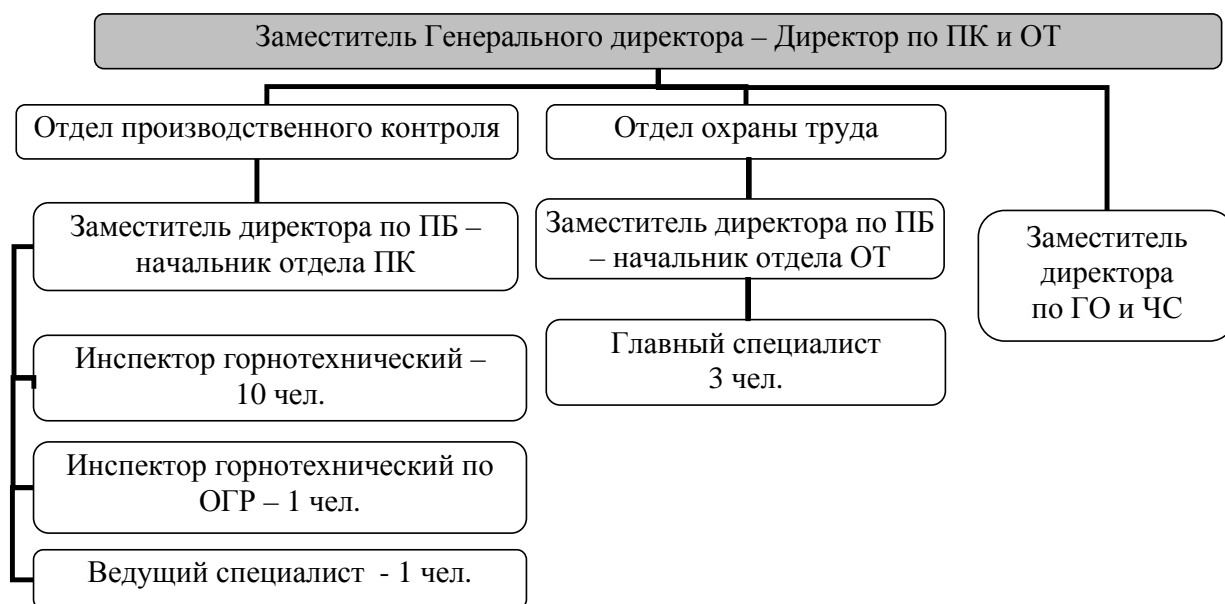 Заместитель Генерального директора – Директор по ПК и ОТ
Отдел производственного контроля
Отдел охраны труда
Заместитель директора по ПБ –
начальник отдела ПК
Заместитель директора по ПБ
– начальник отдела ОТ
Заместитель
директора
по ГО и ЧС
Инспектор горнотехнический –
10 чел.
Главный специалист
3 чел.
Инспектор горнотехнический по
ОГР – 1 чел.
Ведущий специалист  - 1 чел.